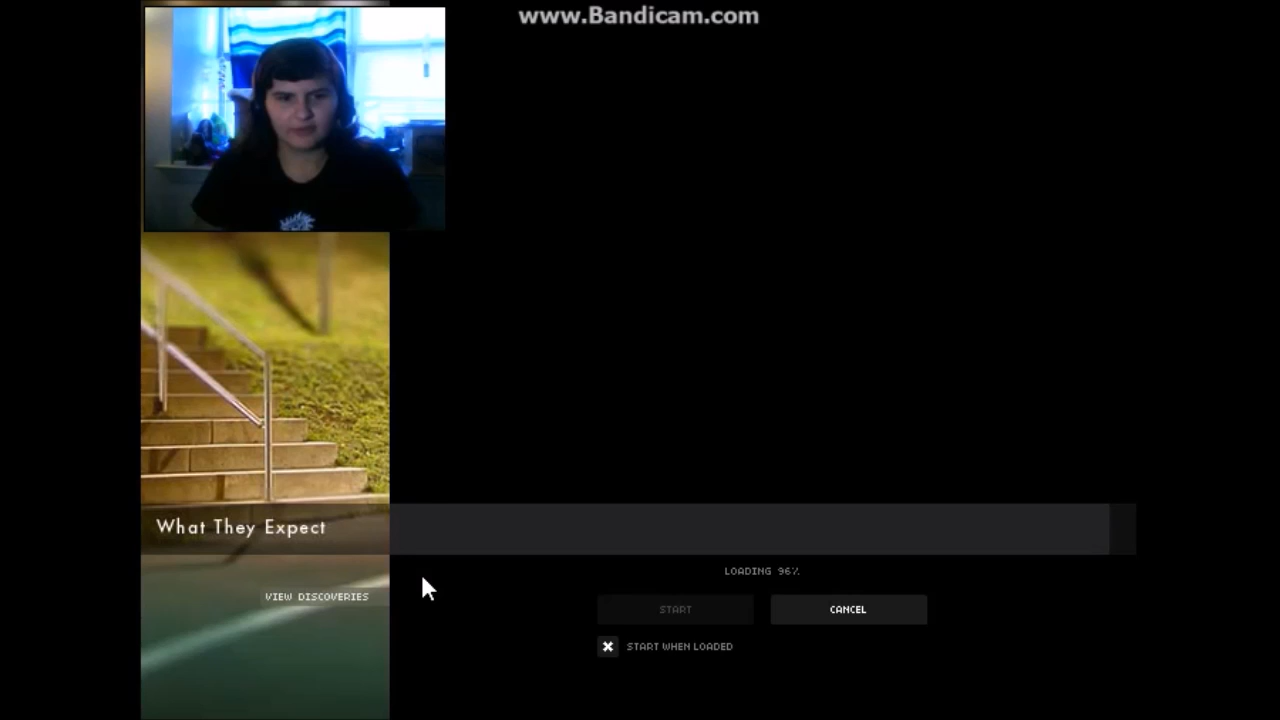 www.Bandicam.com
What They Expect
LOADING 96%
VIEW DISCOVERIES
START
CANCEL
START WHEN LOADED